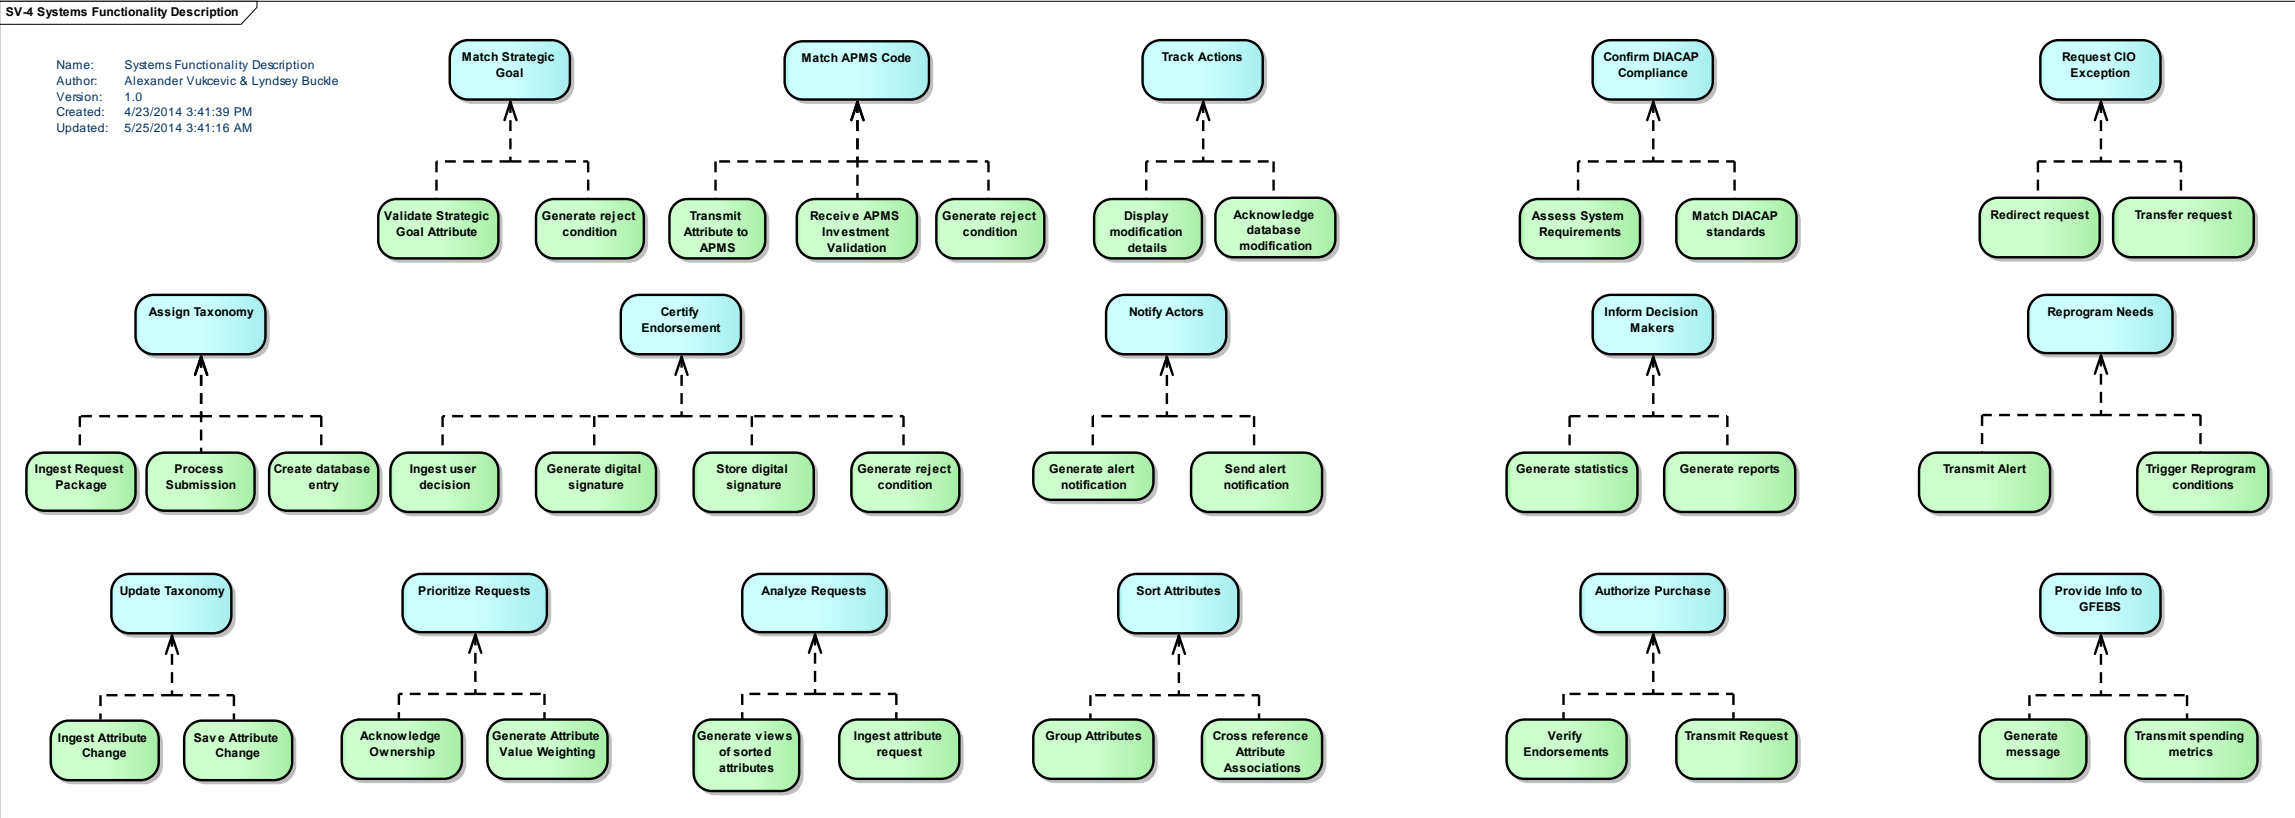 SV-4 Systems Functionality Description
Name: Systems Functionality Description
Author: Alexander Vukcevic & Lyndsey Buckle
Version: 1.0
Created: 4/23/2014 3:41:39 PM
Updated: 5/25/2014 3:41:16 AM
Match Strategic
Goal
Match APMS Code
Track Actions
Confirm DIACAP
Compliance
Request CIO
Exception
Validate Strategic
Goal Attribute
Generate reject
condition
Transmit
Attribute to
APMS
Receive APMS
Investment
Validation
Generate reject
condition
Display
modification
details
Acknowledge
database
modification
Assess System
Requirements
Match DIACAP
standards
Redirect request
Transfer request
Assign Taxonomy
Certify
Endorsement
Notify Actors
Inform Decision
Makers
Reprogram Needs
Ingest Request
Package
Process
Submission
Create database
entry
Ingest user
decision
Generate digital
signature
Store digital
signature
Generate reject
condition
Generate alert
notification
Send alert
notification
Generate statistics
Generate reports
Transmit Alert
Trigger Reprogram
conditions
Update Taxonomy
Prioritize Requests
Analyze Requests
Sort Attributes
Authorize Purchase
Provide Info to
GFEBS
Ingest Attribute
Change
Save Attribute
Change
Acknowledge
Ownership
Generate Attribute
Value Weighting
Generate views
of sorted
attributes
Ingest attribute
request
Group Attributes
Cross reference
Attribute
Associations
Verify
Endorsements
Transmit Request
Generate
message
Transmit spending
metrics